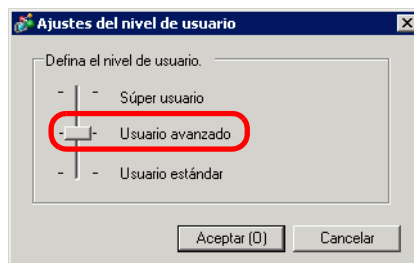 Ajustes del nivel de usuario
Defina el nivel de usuario.
Súper usuario
Usuario avanzado
Usuario estándar
Aceptar (O)
Cancelar